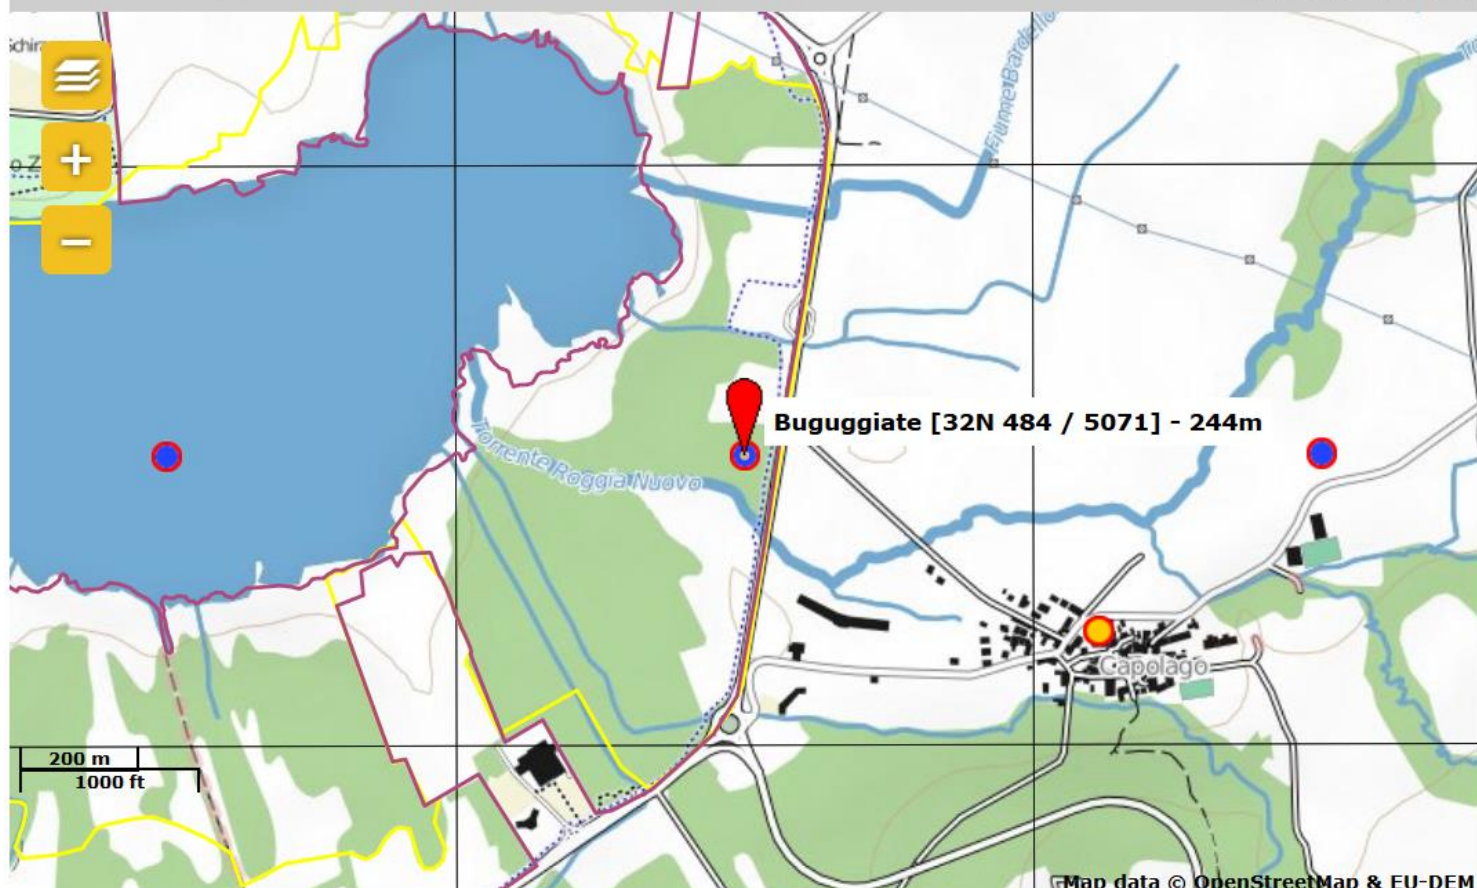 Schir
Fiume Bardello
o Z
Buguggiate [32N 484 / 5071] - 244m
Torrente Roggia Nuovo
Capolago
200 m
1000 ft
Map data © OpenStreetMap & EU-DEM